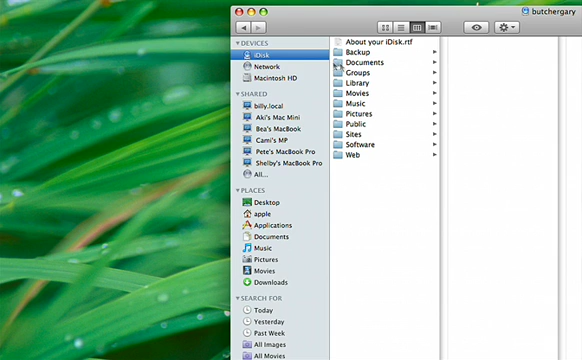 butchergary
DEVICES
iDisk
Network
Macintosh HD
SHARED
billy.local
Aki's Mac Mini
Bea's MacBook
Cami's MP
Pete's MacBook Pro
Shelby's MacBook Pro
All...
PLACES
Desktop
apple
Applications
Documents
Music
Pictures
Movies
Downloads
SEARCH FOR
Today
Yesterday
Past Week
All Images
All Movies
About your iDisk.rtf
Backup
Documents
Groups
Library
Movies
Music
Pictures
Public
Sites
Software
Web